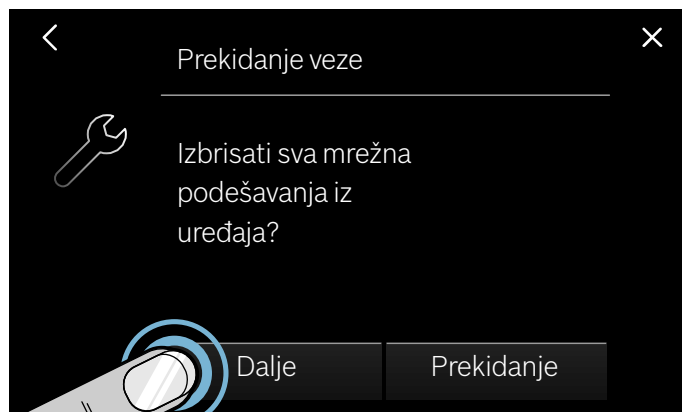 Prekidanje veze
Izbrisati sva mrežna
podešavanja iz
uređaja?
Dalje
Prekidanje